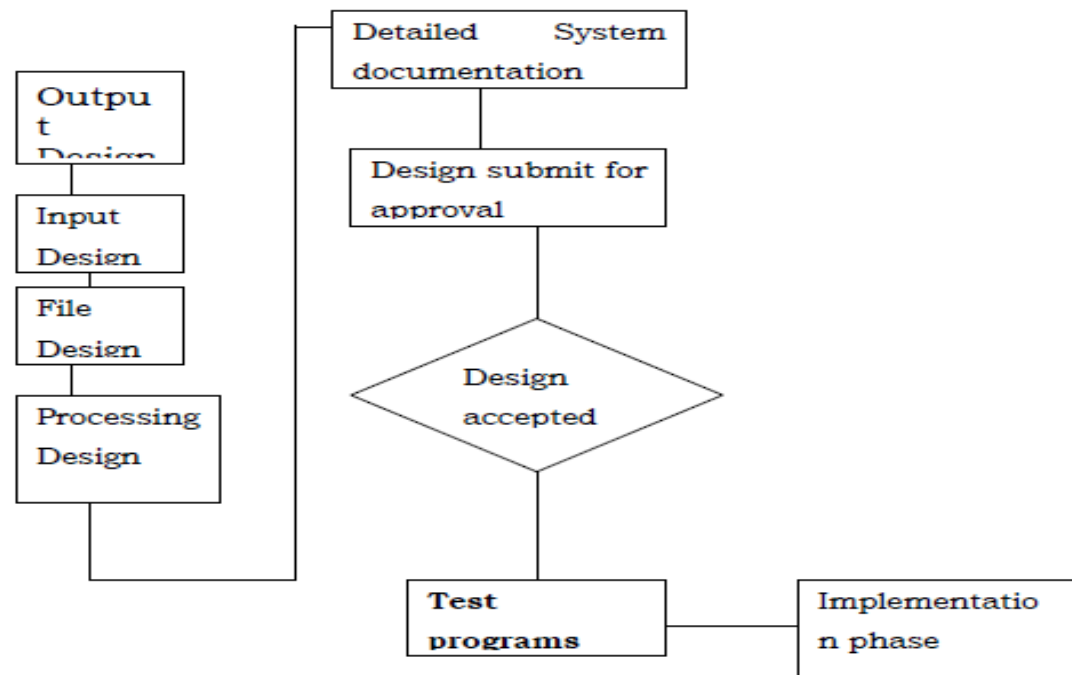 Outpu
t
Design
Input
Design
File
Design
Processing
Design
Detailed System
documentation
Design submit for
approval
Design
accepted
Test
programs
Implementatio
n phase